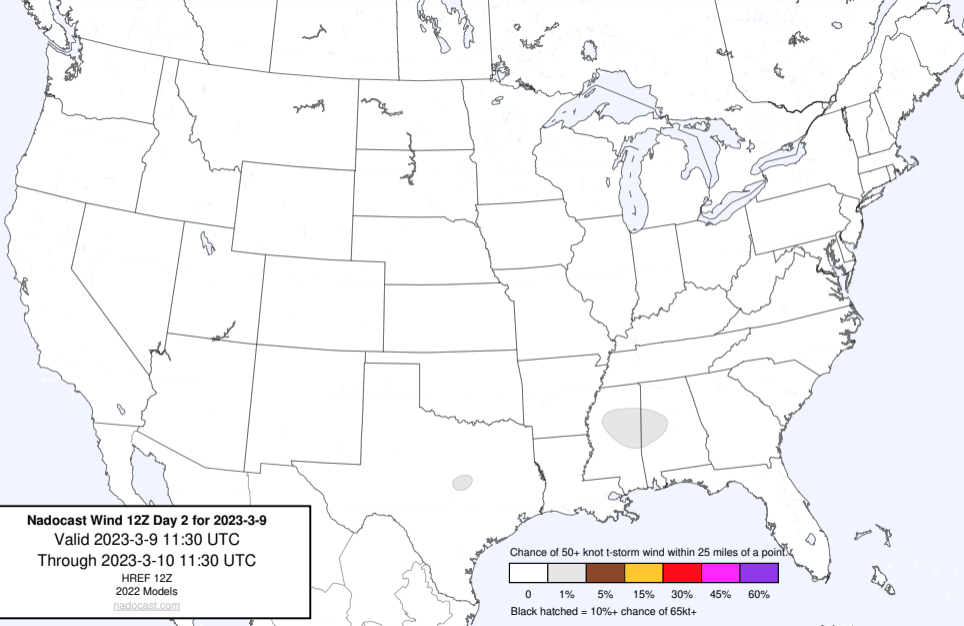 Nadocast Wind 12Z Day 2 for 2023-3-9
Valid 2023-3-9 11:30 UTC
Through 2023-3-10 11:30 UTC
HREF 12Z
2022 Models
nadocast.com
Chance of 50+ knot t-storm wind within 25 miles of a point.
0 1% 5% 15% 30% 45% 60%
Black hatched = 10%+ chance of 65kt+